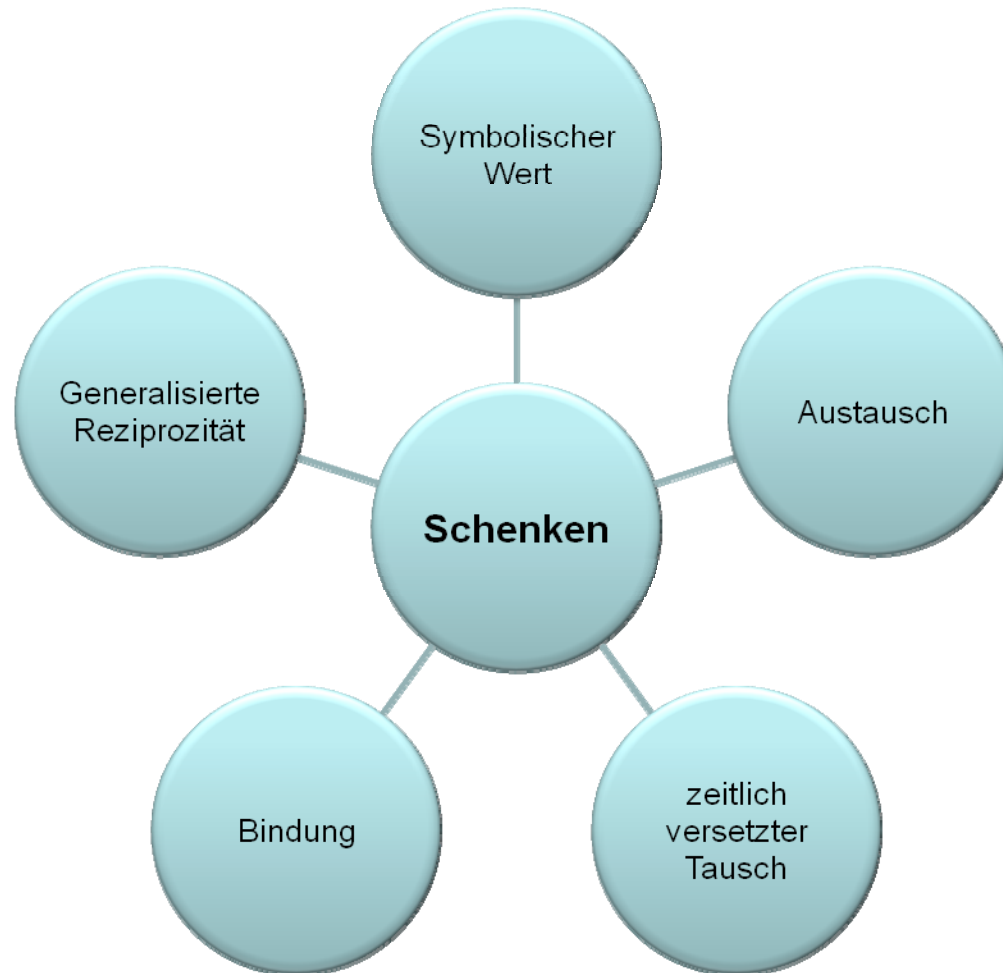 Symbolischer
Wert
Generalisierte
Reziprozität
Austausch
Schenken
Bindung
zeitlich
versetzter
Tausch